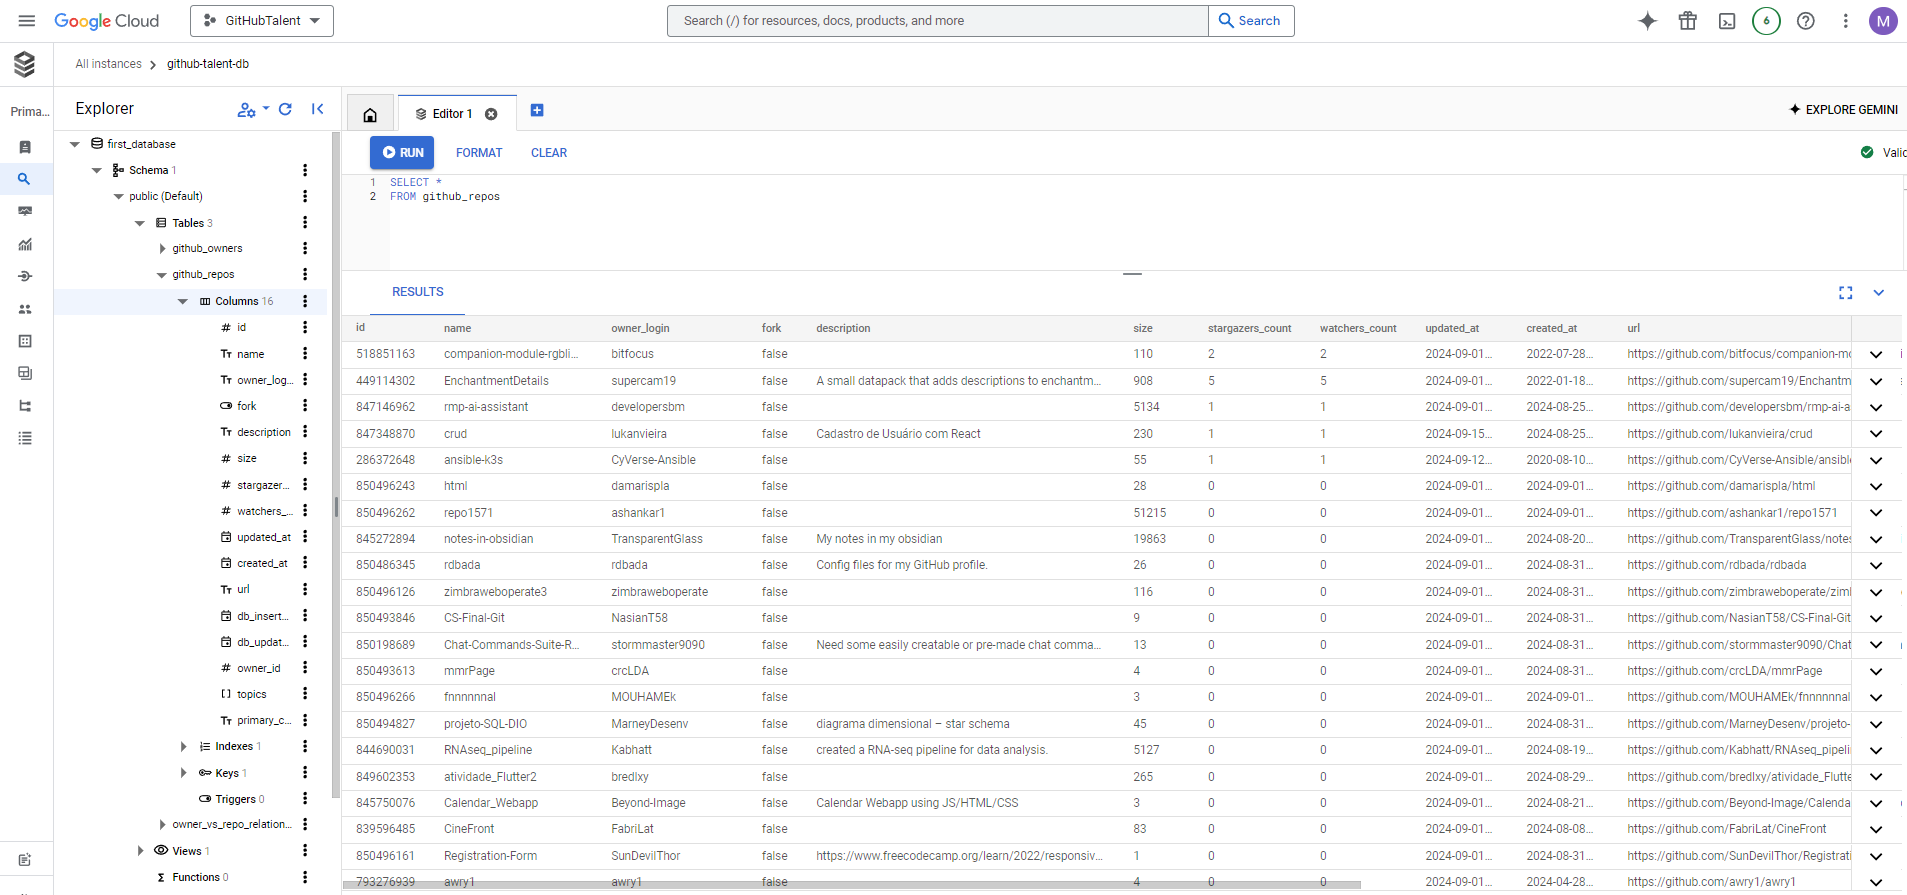 Google Cloud
GitHubTalent
Search (/) for resources, docs, products, and more
Search
6
M
All instances
github-talent-db
Prima...
Explorer
Editor 1
EXPLORE GEMINI
first_database
Schema 1
public (Default)
Tables 3
github_owners
github_repos
Columns 16
id
name
owner_log...
fork
description
size
stargazer...
watchers_...
updated_at
created_at
url
db_insert...
db_updat...
owner_id
topics
primary_c...
Indexes 1
Keys 1
Triggers 0
owner_vs_repo_relation...
Views 1
Functions 0
RUN FORMAT CLEAR
Valid
1 SELECT *
2 FROM github_repos
RESULTS
id name owner_login fork description size stargazers_count watchers_count updated_at created_at url
518851163 companion-module-rgbli... bitfocus false 110 2 2 2024-09-01... 2022-07-28... https://github.com/bitfocus/companion-mo
449114302 EnchantmentDetails supercam19 false A small datapack that adds descriptions to enchantm... 908 5 5 2024-09-01... 2022-01-18... https://github.com/supercam19/Enchantm
847146962 rmp-ai-assistant developersbm false 5134 1 1 2024-09-01... 2024-08-25... https://github.com/developersbm/rmp-ai-a
847348870 crud lukanvieira false Cadastro de Usuário com React 230 1 1 2024-09-15... 2024-08-25... https://github.com/lukanvieira/crud
286372648 ansible-k3s CyVerse-Ansible false 55 1 1 2024-09-12... 2020-08-10... https://github.com/CyVerse-Ansible/ansibl
850496243 html damarispla false 28 0 0 2024-09-01... 2024-09-01... https://github.com/damarispla/html
850496262 repo1571 ashankar1 false 51215 0 0 2024-09-01... 2024-09-01... https://github.com/ashankar1/repo1571
845272894 notes-in-obsidian TransparentGlass false My notes in my obsidian 19863 0 0 2024-09-01... 2024-08-20... https://github.com/TransparentGlass/notes
850486345 rdbada rdbada false Config files for my GitHub profile. 26 0 0 2024-09-01... 2024-08-31... https://github.com/rdbada/rdbada
850496126 zimbraweboperate3 zimbraweboperate false 116 0 0 2024-09-01... 2024-08-31... https://github.com/zimbraweboperate/zim
850493846 CS-Final-Git NasianT58 false 9 0 0 2024-09-01... 2024-08-31... https://github.com/NasianT58/CS-Final-Git
850198689 Chat-Commands-Suite-R... stormmaster9090 false Need some easily creatable or pre-made chat comma... 13 0 0 2024-09-01... 2024-08-31... https://github.com/stormmaster9090/Chat
850493613 mmrPage crcLDA false 4 0 0 2024-09-01... 2024-08-31... https://github.com/crcLDA/mmrPage
850496266 fnnnnnnal MOUHAMEk false 3 0 0 2024-09-01... 2024-09-01... https://github.com/MOUHAMEk/fnnnnnnal
850494827 projeto-SQL-DIO MarneyDesenv false diagrama dimensional – star schema 45 0 0 2024-09-01... 2024-08-31... https://github.com/MarneyDesenv/projeto-
844690031 RNAseq_pipeline Kabhatt false created a RNA-seq pipeline for data analysis. 5127 0 0 2024-09-01... 2024-08-19... https://github.com/Kabhatt/RNAseq_pipeli
849602353 atividade_Flutter2 bredlxy false 265 0 0 2024-09-01... 2024-08-29... https://github.com/bredlxy/atividade_Flutte
845750076 Calendar_Webapp Beyond-Image false Calendar Webapp using JS/HTML/CSS 3 0 0 2024-09-01... 2024-08-21... https://github.com/Beyond-Image/Calenda
839596485 CineFront FabriLat false 83 0 0 2024-09-01... 2024-08-08... https://github.com/FabriLat/CineFront
850496161 Registration-Form SunDevilThor false https://www.freecodecamp.org/learn/2022/responsiv... 1 0 0 2024-09-01... 2024-08-31... https://github.com/SunDevilThor/Registrati
793276939 awry1 awry1 false 4 0 0 2024-09-01... 2024-04-28... https://github.com/awry1/awry1